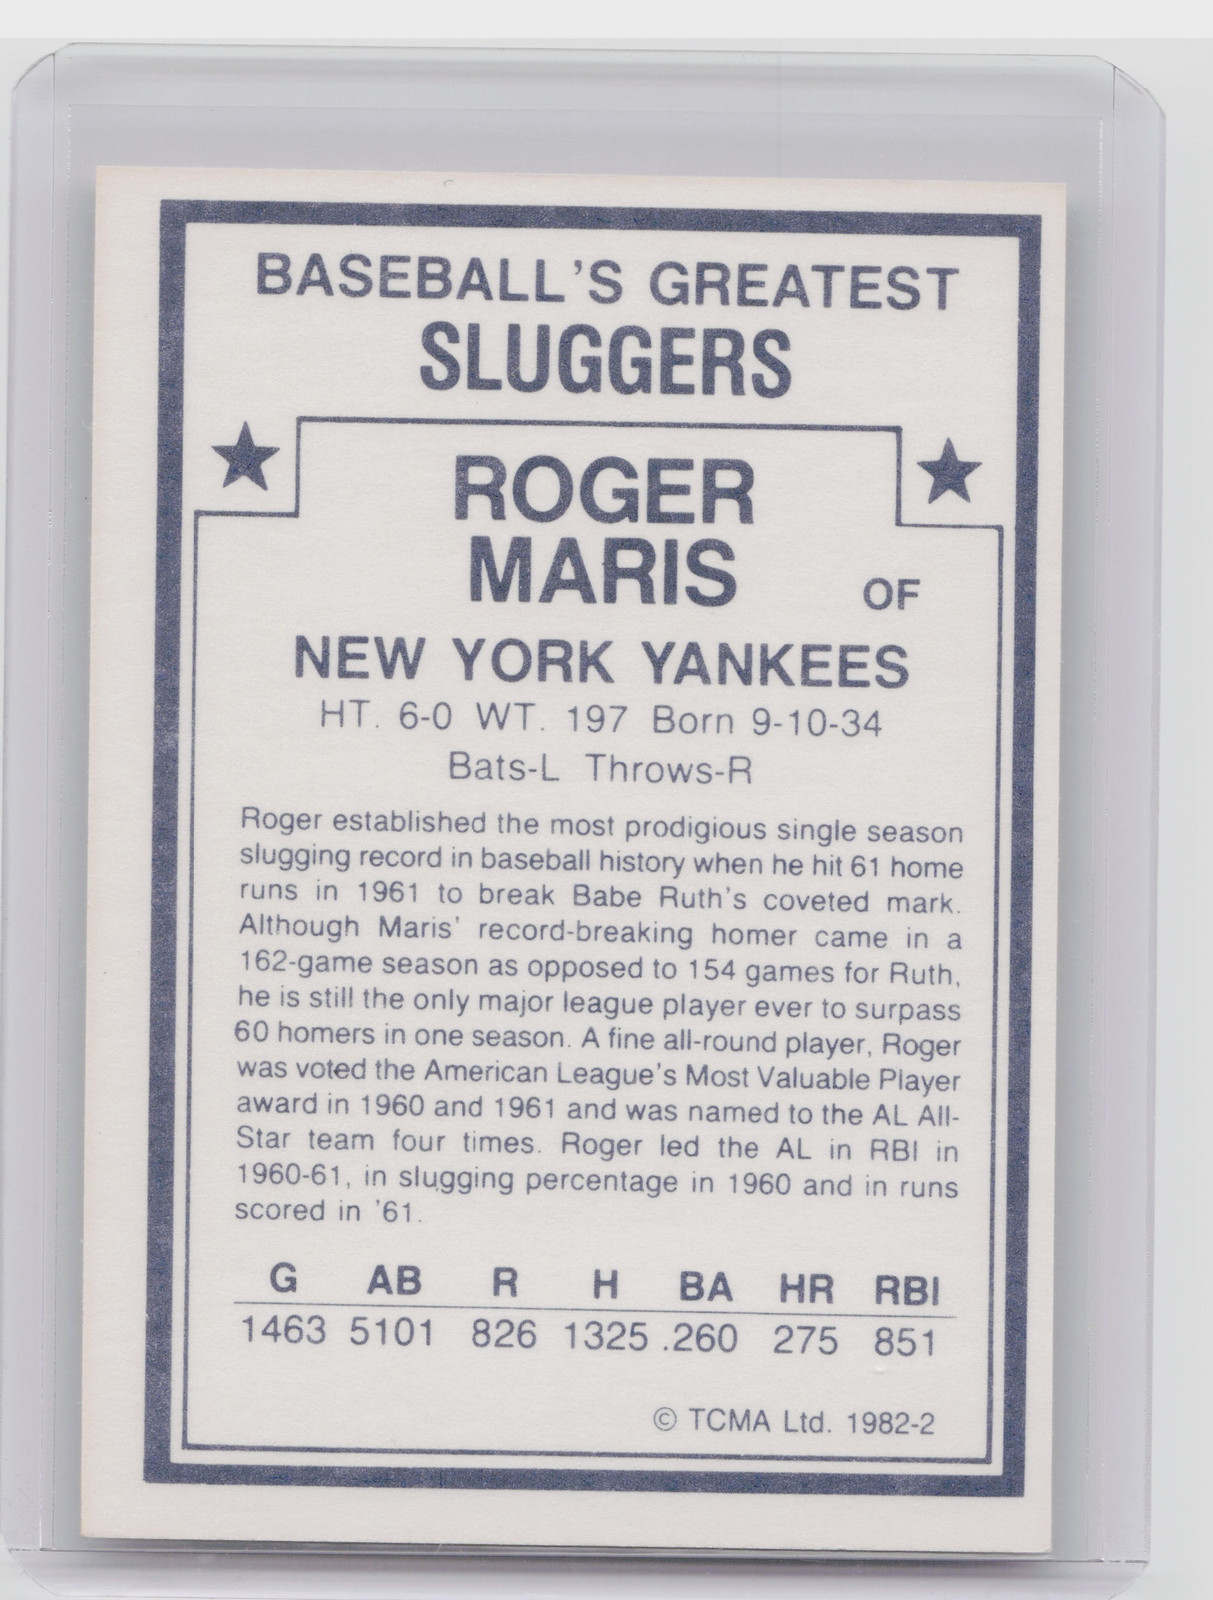 BASEBALL'S GREATEST
SLUGGERS
ROGER
MARIS OF
NEW YORK YANKEES
HT. 6-0 WT. 197 Born 9-10-34
Bats-L Throws-R
Roger established the most prodigious single season
slugging record in baseball history when he hit 61 home
runs in 1961 to break Babe Ruth's coveted mark.
Although Maris' record-breaking homer came in a
162-game season as opposed to 154 games for Ruth,
he is still the only major league player ever to surpass
60 homers in one season. A fine all-round player, Roger
was voted the American League's Most Valuable Player
award in 1960 and 1961 and was named to the AL All-
Star team four times. Roger led the AL in RBI in
1960-61, in slugging percentage in 1960 and in runs
scored in '61.
G AB R H BA HR RBI
1463 5101 826 1325 .260 275 851
© TCMA Ltd. 1982-2